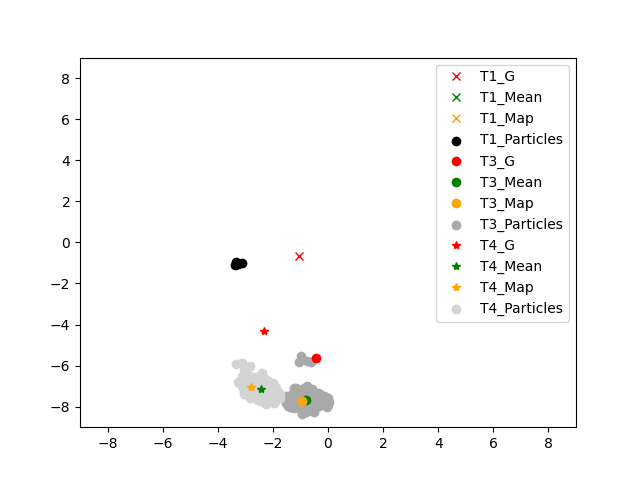 8
6
4
2
0
−2
−4
−6
−8
−8
−6
−4
−2
0
2
4
6
8
T1_G
T1_Mean
T1_Map
T1_Particles
T3_G
T3_Mean
T3_Map
T3_Particles
T4_G
T4_Mean
T4_Map
T4_Particles